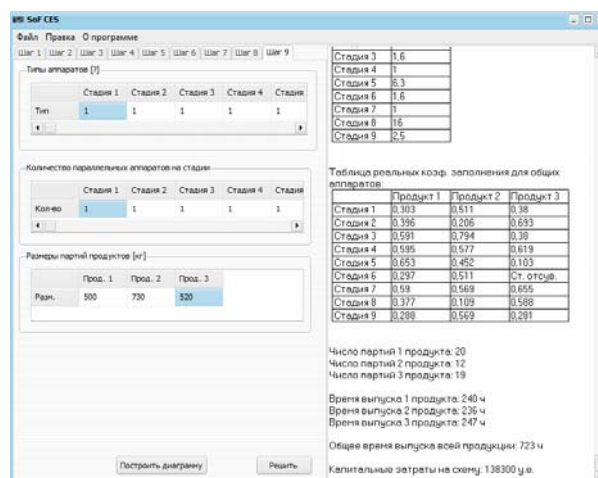 SoF CES
Файл Правка О программе
Шаг 1 Шаг 2 Шаг 3 Шаг 4 Шаг 5 Шаг 6 Шаг 7 Шаг 8 Шаг 9
Типы аппаратов [?]
Стадия 1 Стадия 2 Стадия 3 Стадия 4 Стадия
Тип 1 1 1 1 1
Количество параллельных аппаратов на стадии
Стадия 1 Стадия 2 Стадия 3 Стадия 4 Стадия
Кол-во 1 1 1 1 1
Размеры партий продуктов [кг]
Прод. 1 Прод. 2 Прод. 3
Разм. 500 730 520
Построить диаграмму Решить
Стадия 3 1,6
Стадия 4 1
Стадия 5 6,3
Стадия 6 1,6
Стадия 7 1
Стадия 8 16
Стадия 9 2,5
Таблица реальных коэф. заполнения для общих
аппаратов:
Продукт 1 Продукт 2 Продукт 3
Стадия 1 0,303 0,511 0,38
Стадия 2 0,396 0,206 0,693
Стадия 3 0,591 0,794 0,38
Стадия 4 0,595 0,577 0,619
Стадия 5 0,653 0,452 0,103
Стадия 6 0,297 0,511 Ст. отсув.
Стадия 7 0,59 0,569 0,655
Стадия 8 0,377 0,109 0,588
Стадия 9 0,288 0,569 0,281
Число партий 1 продукта: 20
Число партий 2 продукта: 12
Число партий 3 продукта: 19
Время выпуска 1 продукта: 240 ч
Время выпуска 2 продукта: 236 ч
Время выпуска 3 продукта: 247 ч
Общее время выпуска всей продукции: 723 ч
Капитальные затраты на схему: 138300 у.е.